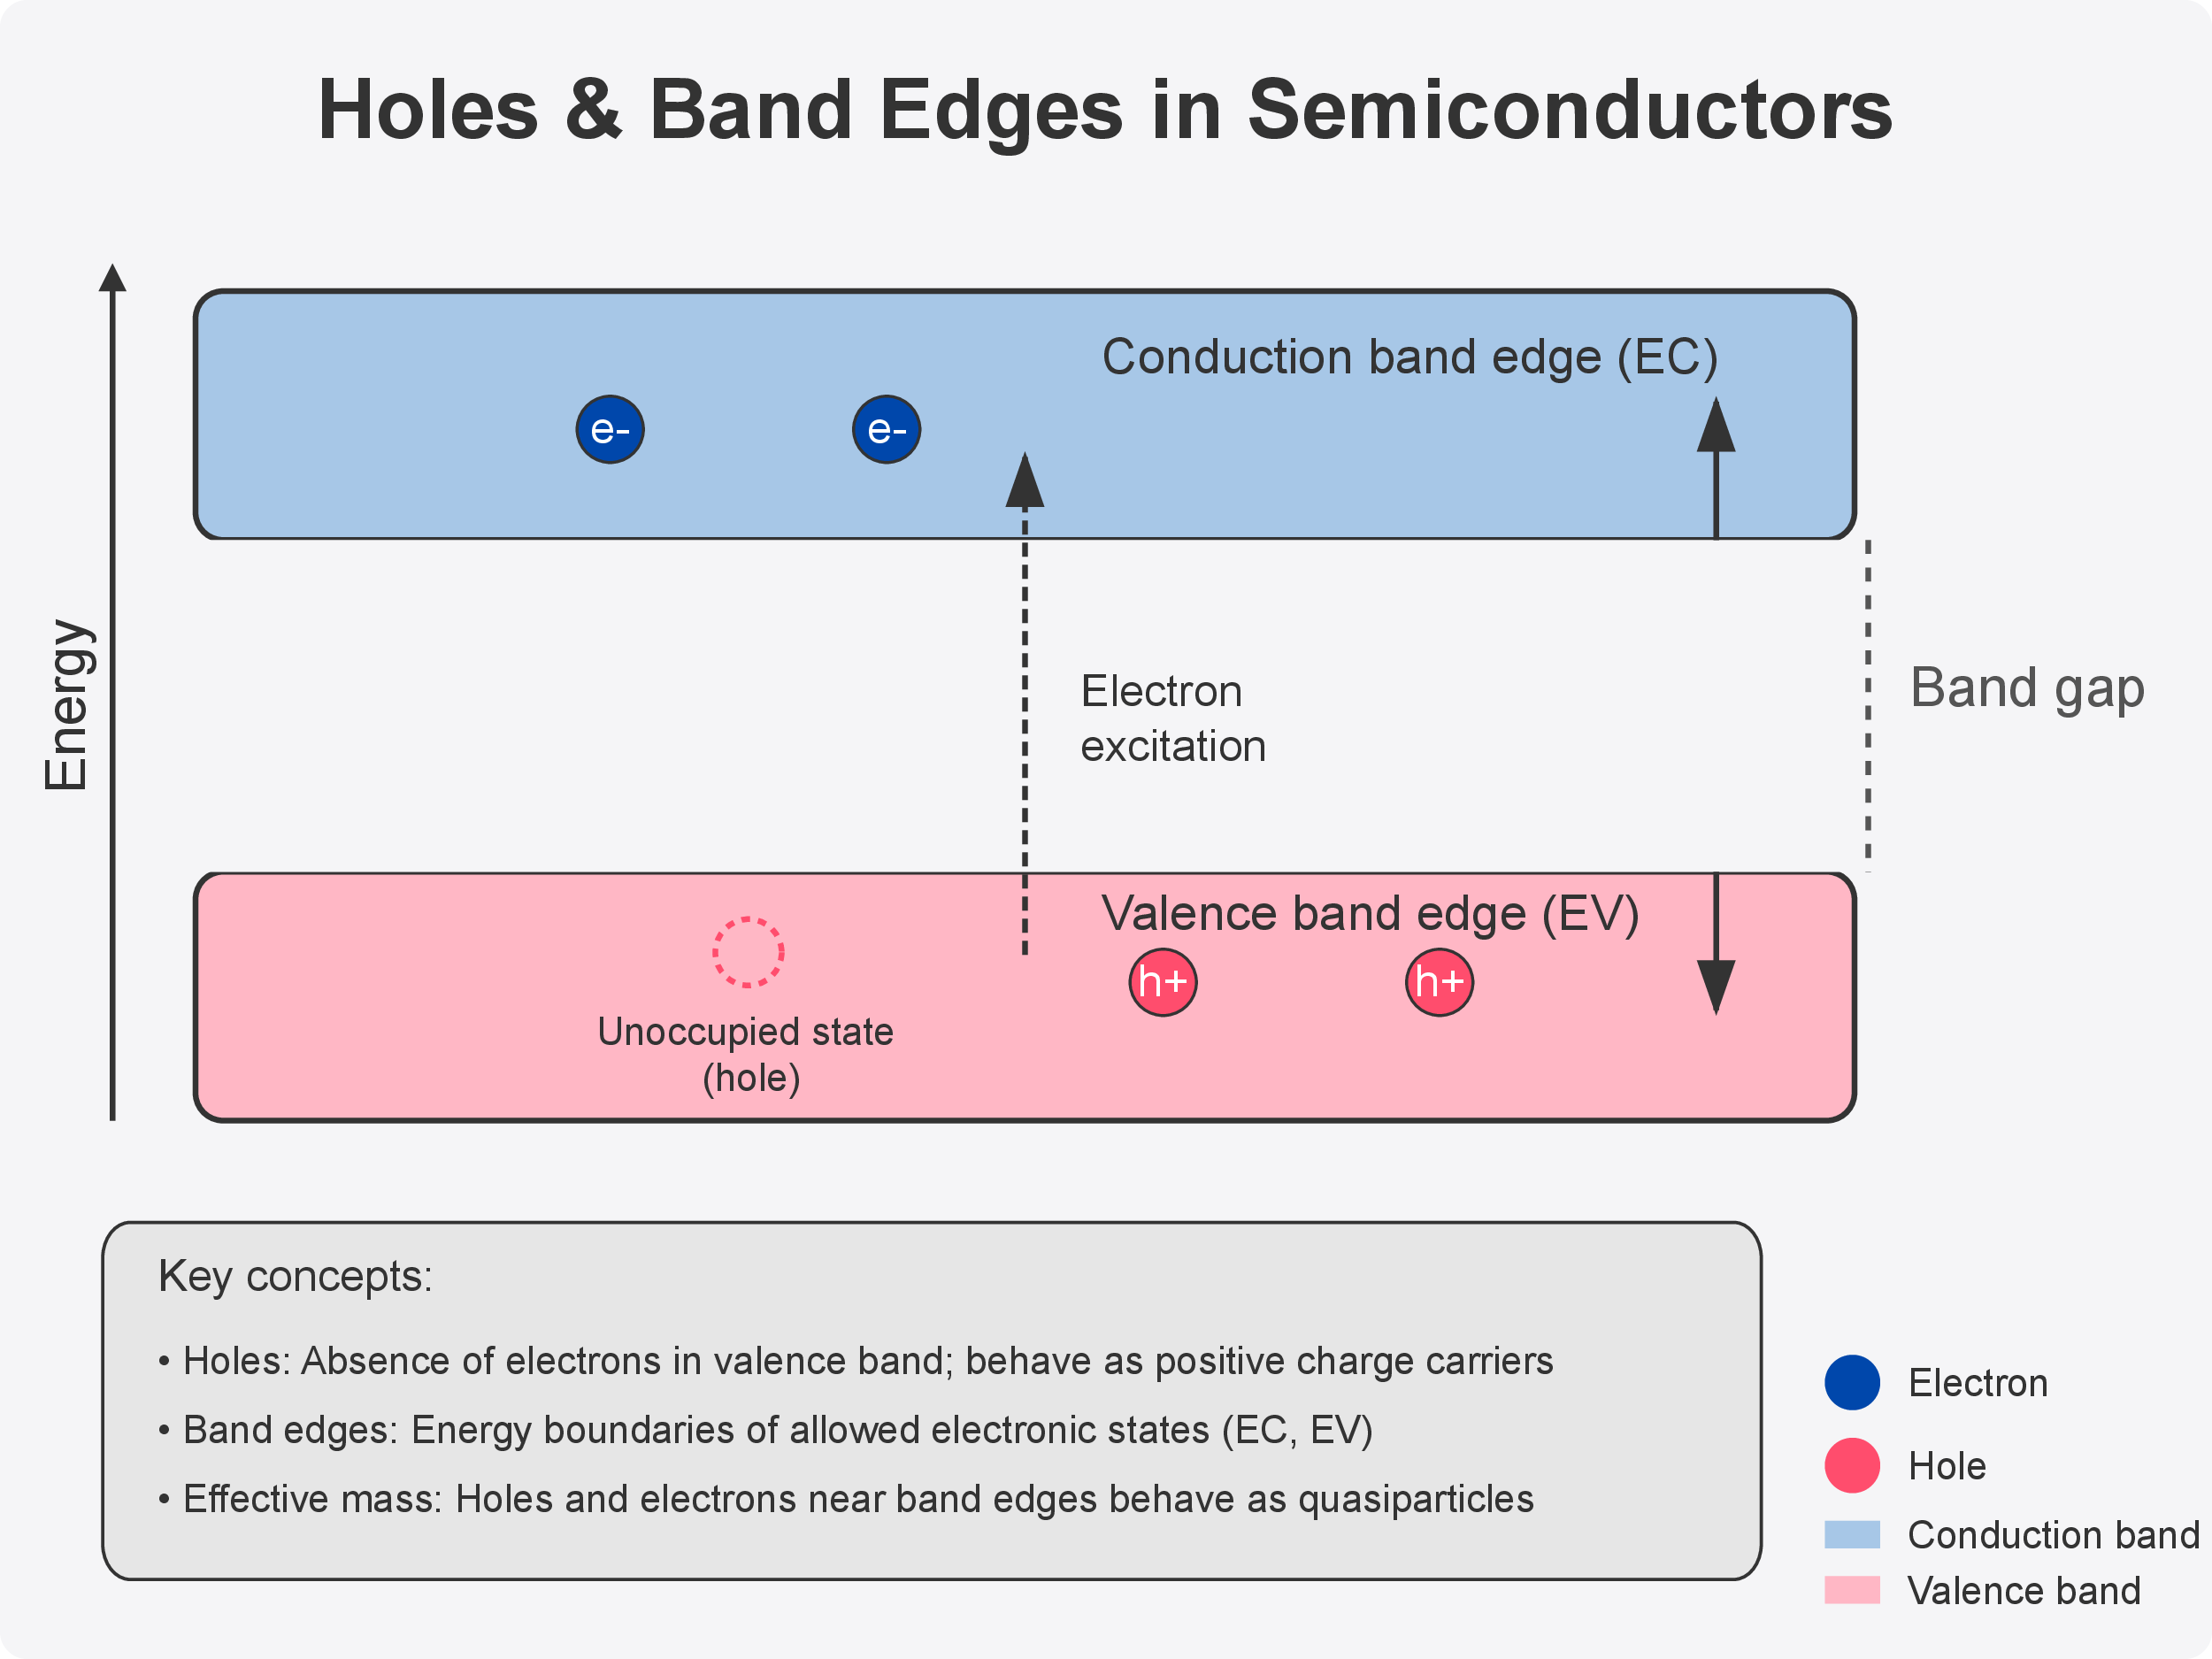 Holes & Band Edges in Semiconductors
Energy
Conduction band edge (EC)
e-
e-
Electron
excitation
Band gap
Valence band edge (EV)
h+
h+
Unoccupied state
(hole)
Key concepts:
• Holes: Absence of electrons in valence band; behave as positive charge carriers
• Band edges: Energy boundaries of allowed electronic states (EC, EV)
• Effective mass: Holes and electrons near band edges behave as quasiparticles
Electron
Hole
Conduction band
Valence band